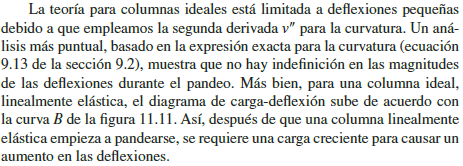 La teoría para columnas ideales está limitada a deflexiones pequeñas
debido a que empleamos la segunda derivada v″ para la curvatura. Un aná-
lisis más puntual, basado en la expresión exacta para la curvatura (ecuación
9.13 de la sección 9.2), muestra que no hay indefinición en las magnitudes
de las deflexiones durante el pandeo. Más bien, para una columna ideal,
linealmente elástica, el diagrama de carga-deflexión sube de acuerdo con
la curva B de la figura 11.11. Así, después de que una columna linealmente
elástica empieza a pandearse, se requiere una carga creciente para causar un
aumento en las deflexiones.